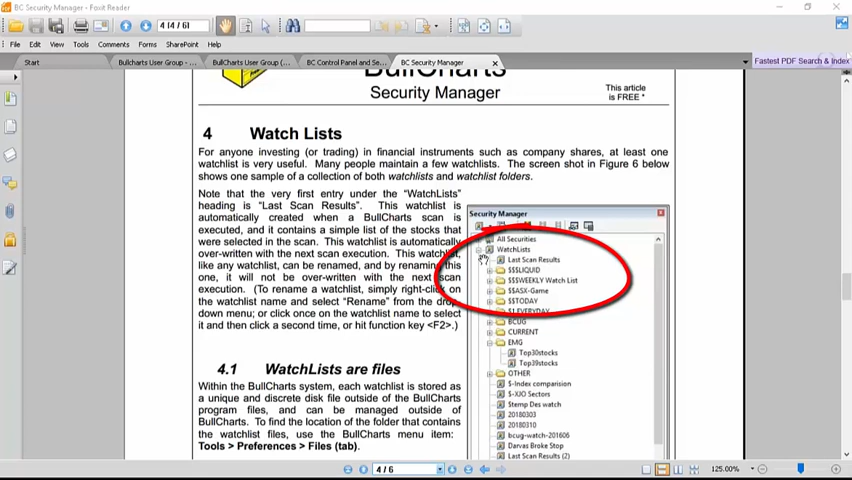 BC Security Manager - Foxit Reader
4 (4 / 6)
File Edit View Tools Comments Forms SharePoint Help
Start Bullcharts User Group - ... BullCharts User Group (... BC Control Panel and Se... BC Security Manager
Fastest PDF Search & Index
BullCharts
Security Manager
This article
is FREE *
4 Watch Lists
For anyone investing (or trading) in financial instruments such as company shares, at least one
watchlist is very useful. Many people maintain a few watchlists. The screen shot in Figure 6 below
shows one sample of a collection of both watchlists and watchlist folders.
Note that the very first entry under the "WatchLists"
heading is "Last Scan Results". This watchlist is
automatically created when a BullCharts scan is
executed, and it contains a simple list of the stocks
that were selected in the scan. This watchlist is
automatically over-written with the next scan execution. This watchlist,
like any watchlist, can be renamed, and by renaming this
one, it will not be over-written with the next scan
execution. (To rename a watchlist, simply right-click on
the watchlist name and select "Rename" from the drop-
down menu; or click once on the watchlist name to select
it and then click a second time, or hit function key <F2>.)
4.1 WatchLists are files
Within the BullCharts system, each watchlist is stored as
a unique and discrete disk file outside of the BullCharts
program files, and can be managed outside of
BullCharts. To find the location of the folder that contains
the watchlist files, use the BullCharts menu item:
Tools > Preferences > Files (tab).
Security Manager
All Securities
WatchLists
Last Scan Results
$$$LIQUID
$$$WEEKLY Watch List
$$ASX-Game
$$TODAY
$1EVERYDAY
BCUG
CURRENT
EMG
Top30stocks
Top39stocks
OTHER
$-Index comparision
$-XJO Sectors
$temp Des watch
20180303
20180310
bcug-watch-201606
Darvas Broke Stop
Last Scan Results (2)
4 / 6
125.00%